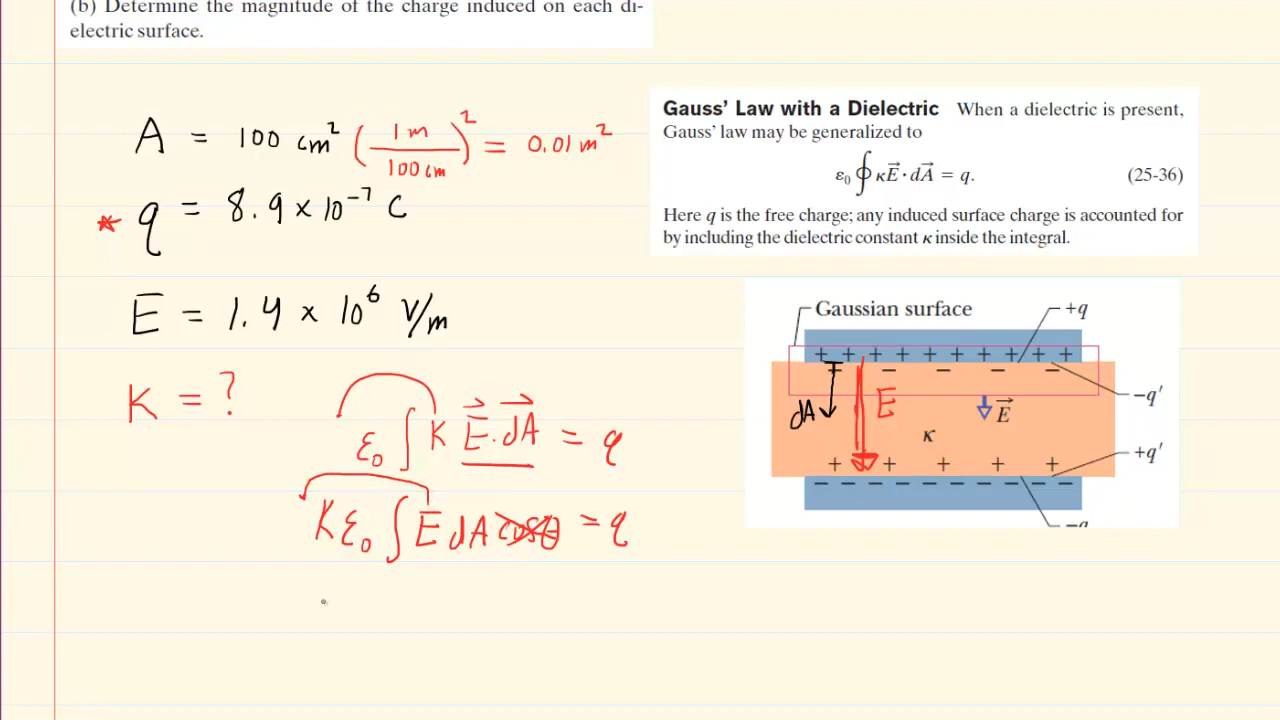 (b) Determine the magnitude of the charge induced on each di-
electric surface.
A = 100 cm² (1 m / 100 cm)² = 0.01 m²
* q = 8.9 × 10⁻⁷ C
E = 1.4 × 10⁶ V/m
K = ?
ε₀ ∫ K E⃗ · dA⃗ = q
Kε₀ ∫ E dA cosθ = q
Gauss' Law with a Dielectric When a dielectric is present,
Gauss' law may be generalized to
ε₀ ∮ κE⃗ · dA⃗ = q. (25-36)
Here q is the free charge; any induced surface charge is accounted for
by including the dielectric constant κ inside the integral.
Gaussian surface
+q
+ + + + + + + + + +
− − − −
−q′
dA
E
E⃗
κ
+q′
+ + + + +
− − − − − − − − − −
−q